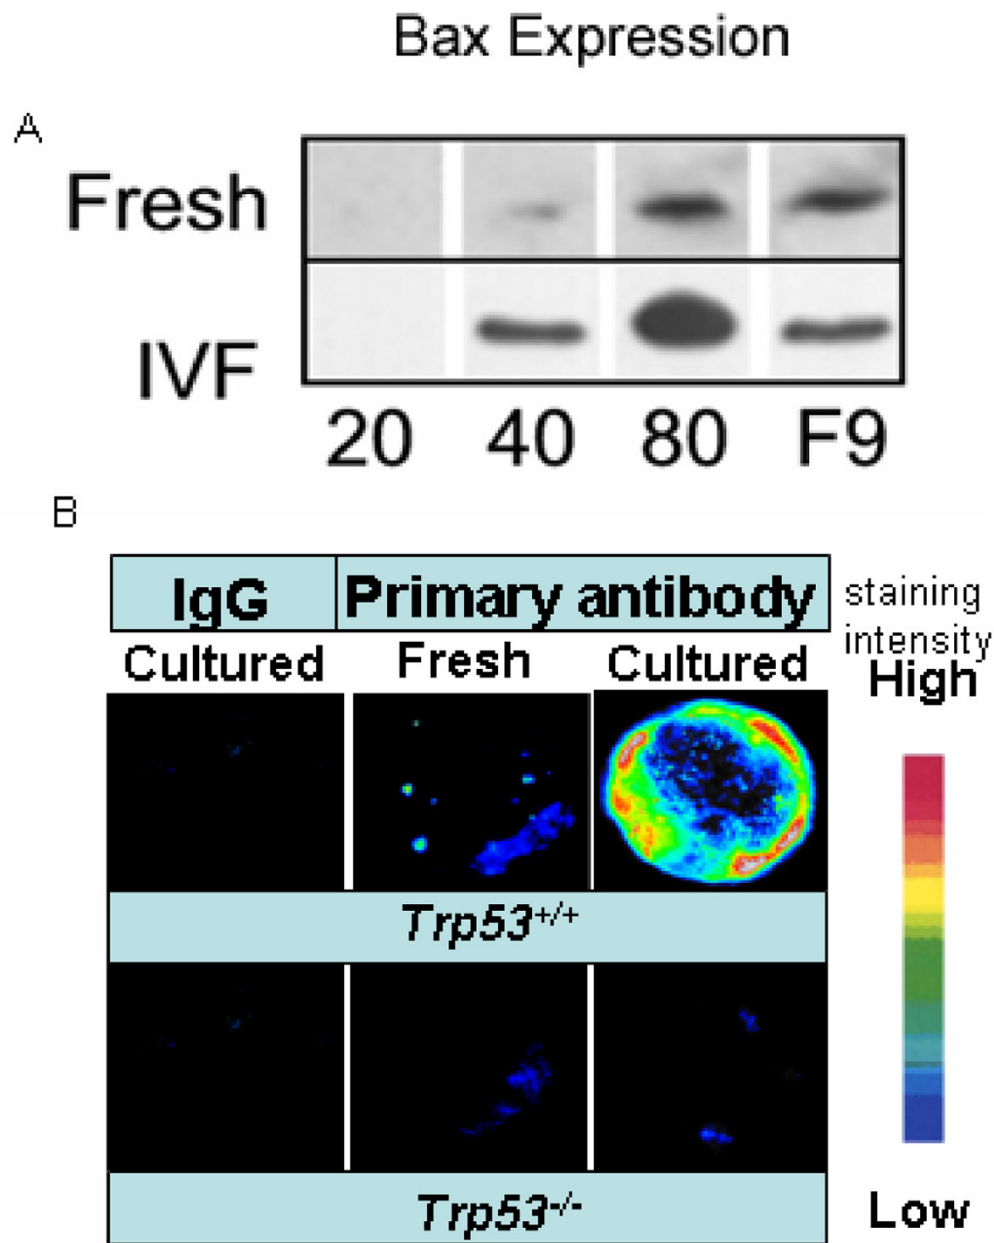 Bax Expression
A
Fresh
IVF
20 40 80 F9
B
IgG Primary antibody
staining
intensity
Cultured Fresh Cultured
High
Trp53+/+
Trp53-/-
Low